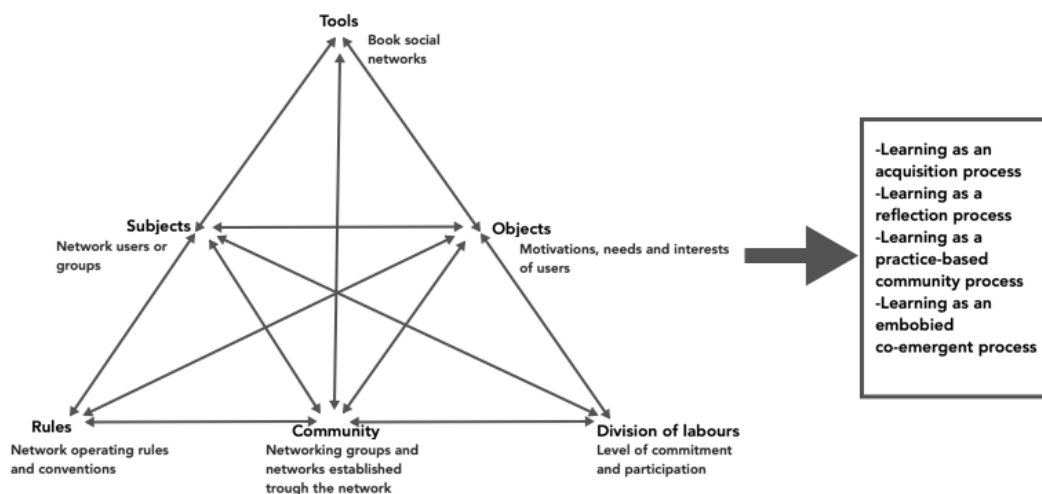 Tools
Book social
networks
Subjects
Network users or
groups
Objects
Motivations, needs and interests
of users
Rules
Network operating rules
and conventions
Community
Networking groups and
networks established
trough the network
Division of labours
Level of commitment
and participation
-Learning as an
acquisition process
-Learning as a
reflection process
-Learning as a
practice-based
community process
-Learning as an
embobied
co-emergent process